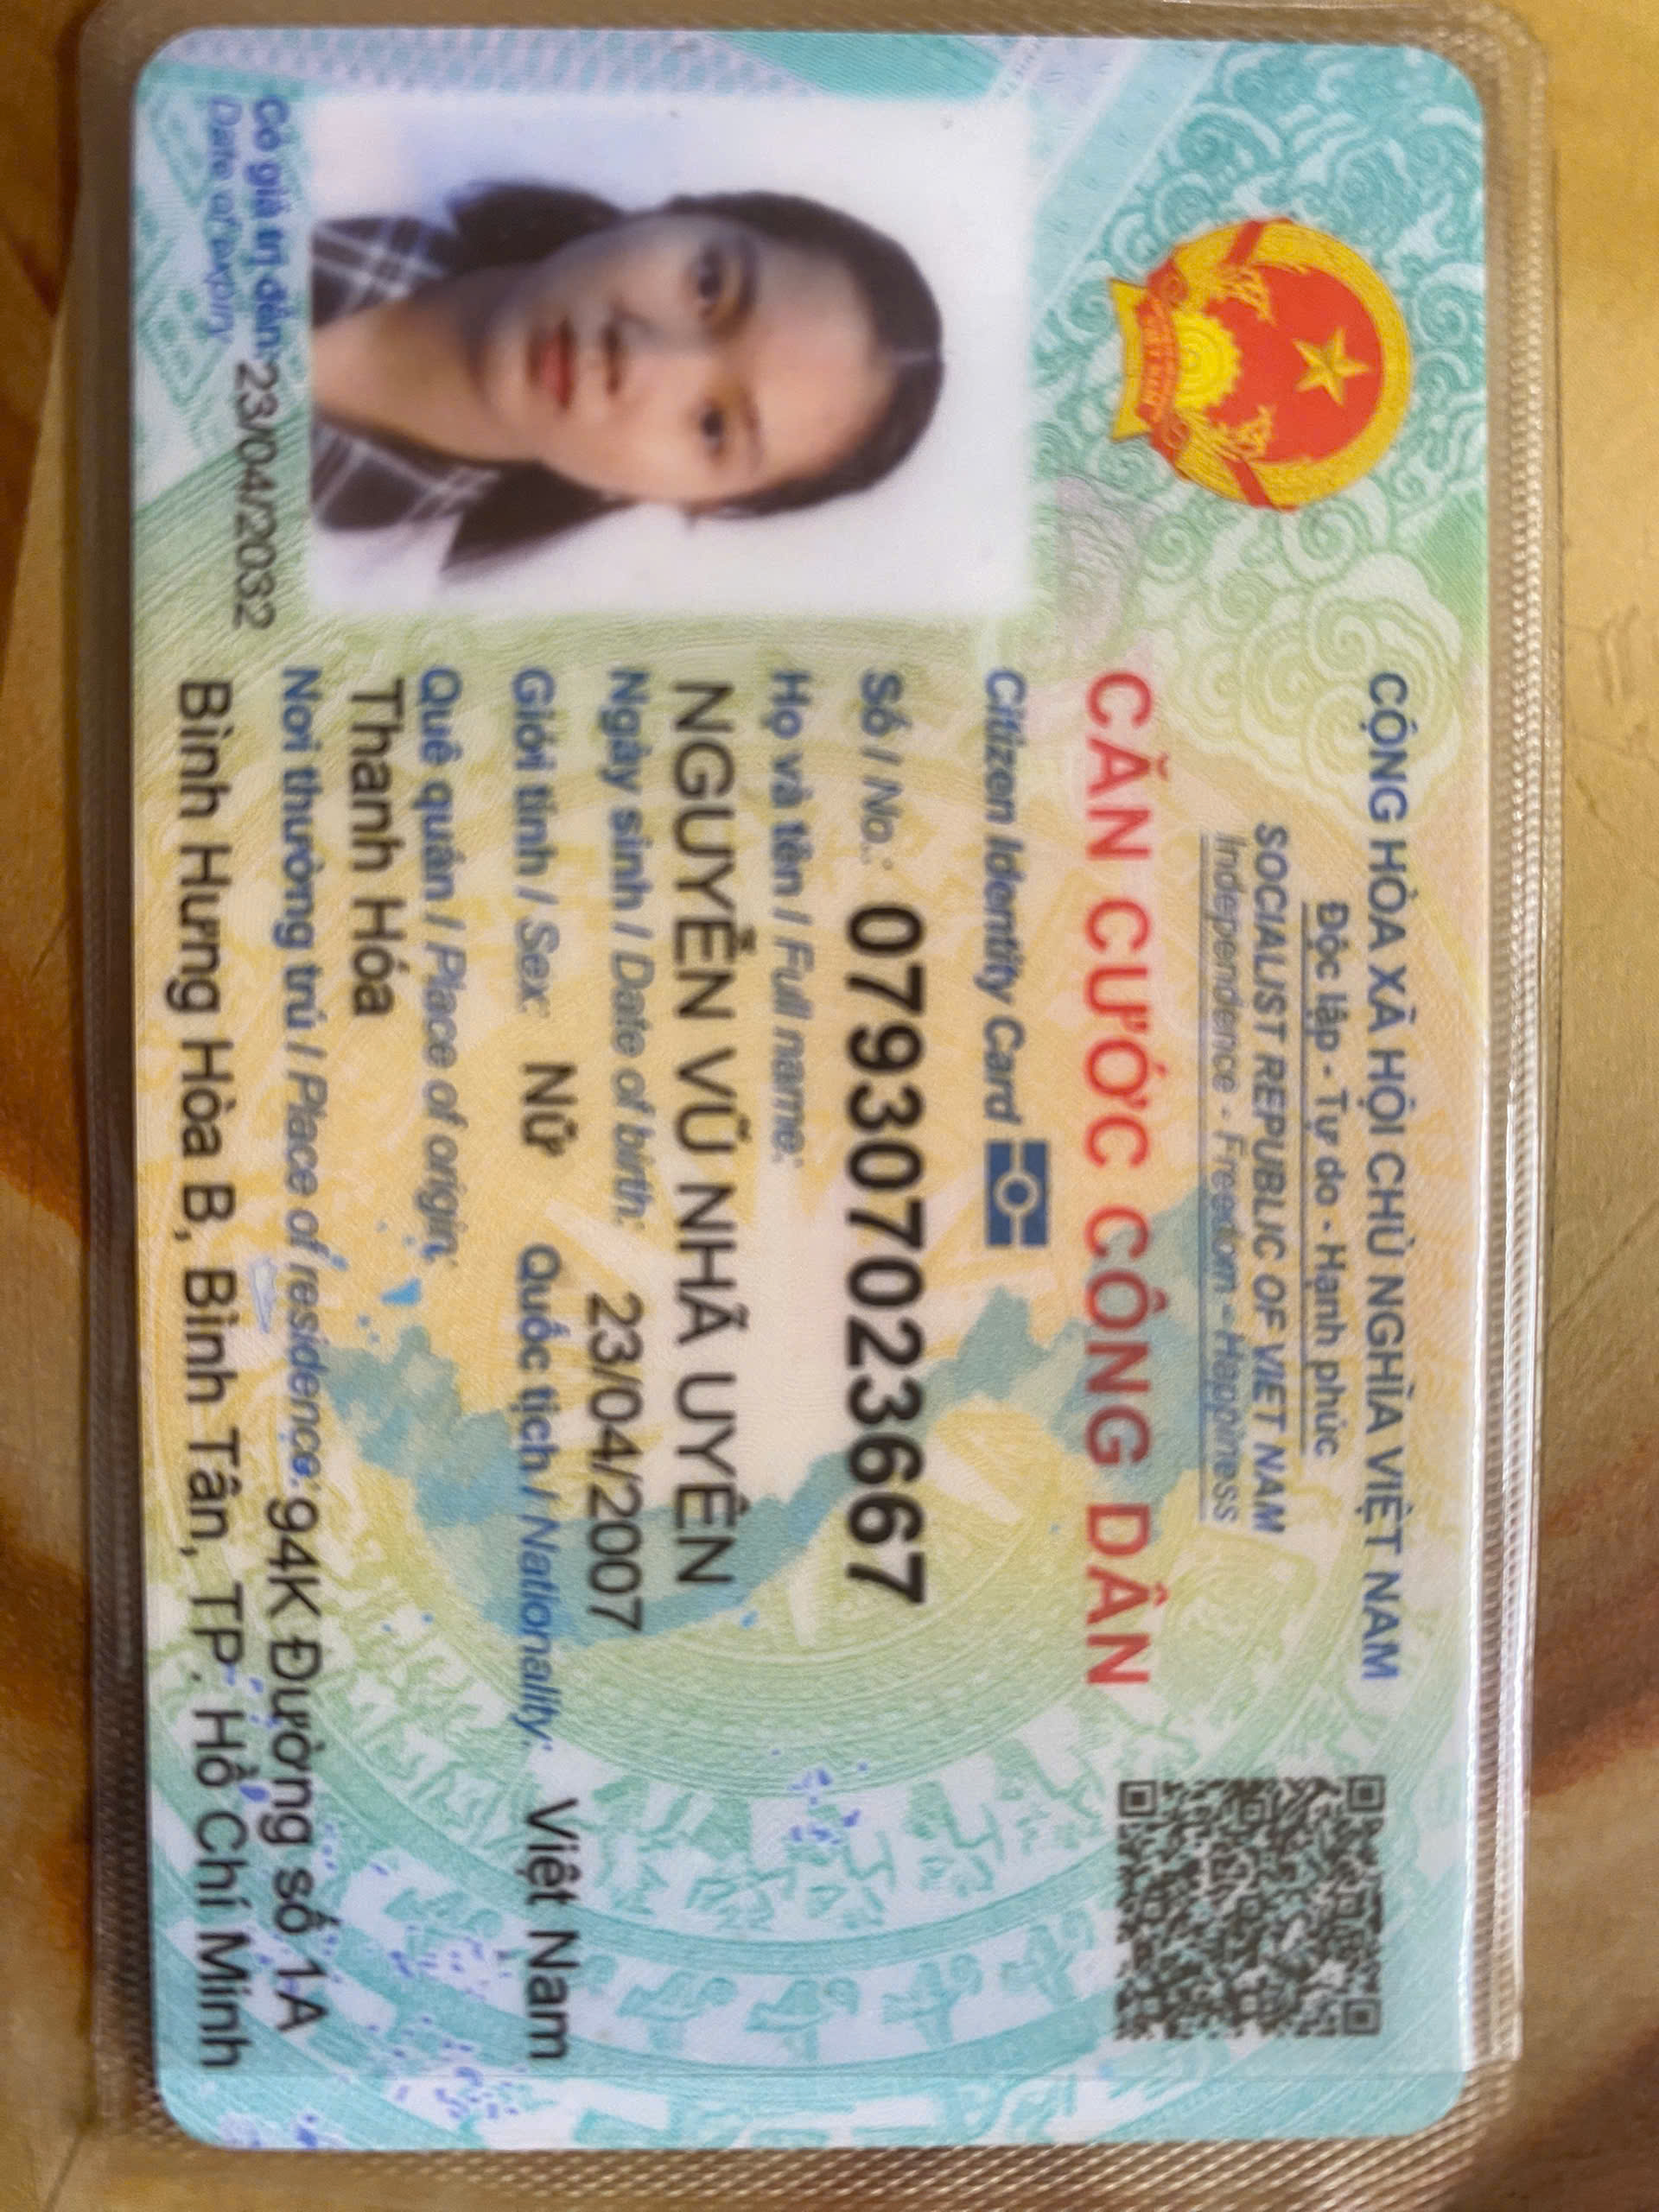 CỘNG HÒA XÃ HỘI CHỦ NGHĨA VIỆT NAM
Độc lập - Tự do - Hạnh phúc
SOCIALIST REPUBLIC OF VIET NAM
Independence - Freedom - Happiness
CĂN CƯỚC CÔNG DÂN
Citizen Identity Card
Số / No.: 079307023667
Họ và tên / Full name:
NGUYỄN VŨ NHÃ UYÊN
Ngày sinh / Date of birth: 23/04/2007
Giới tính / Sex: Nữ Quốc tịch / Nationality: Việt Nam
Quê quán / Place of origin:
Thanh Hóa
Nơi thường trú / Place of residence: 94K Đường số 1A
Bình Hưng Hòa B, Bình Tân, TP. Hồ Chí Minh
Có giá trị đến: 23/04/2032
Date of expiry